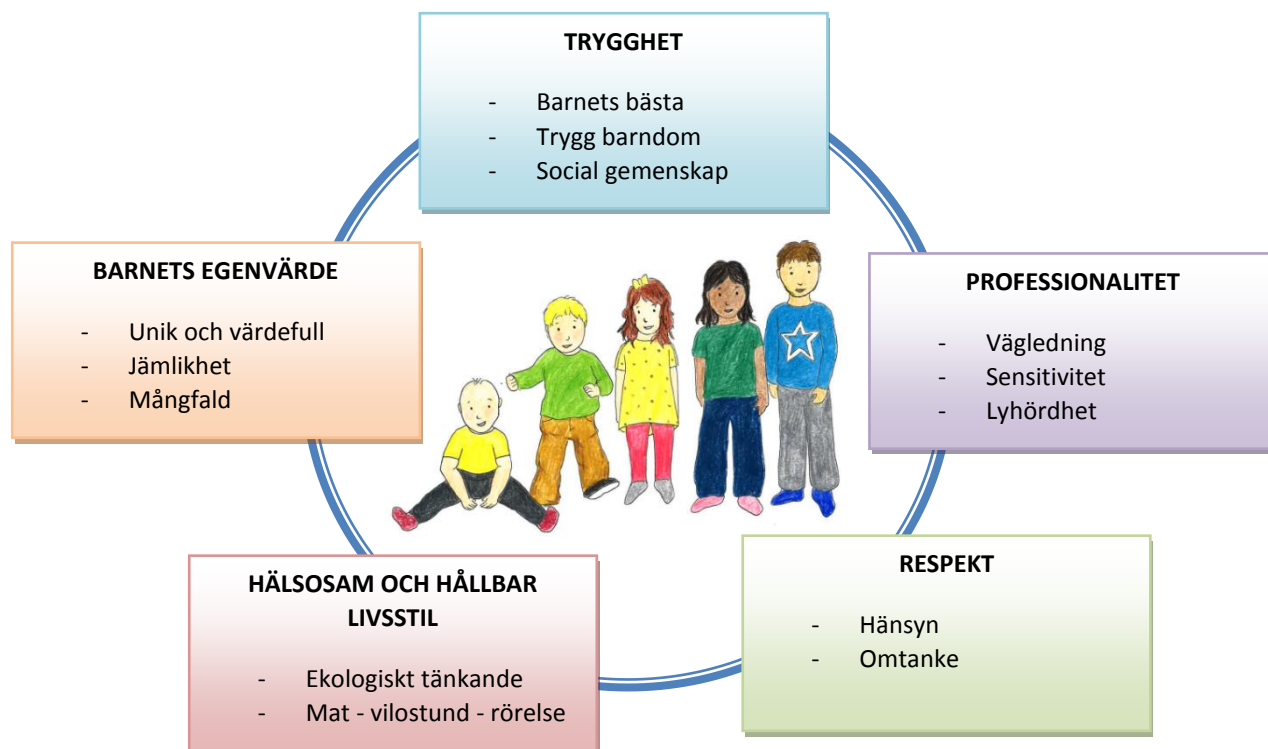 TRYGGHET
- Barnets bästa
- Trygg barndom
- Social gemenskap
BARNETS EGENVÄRDE
- Unik och värdefull
- Jämlikhet
- Mångfald
PROFESSIONALITET
- Vägledning
- Sensitivitet
- Lyhördhet
HÄLSOSAM OCH HÅLLBAR
LIVSSTIL
- Ekologiskt tänkande
- Mat - vilostund - rörelse
RESPEKT
- Hänsyn
- Omtanke